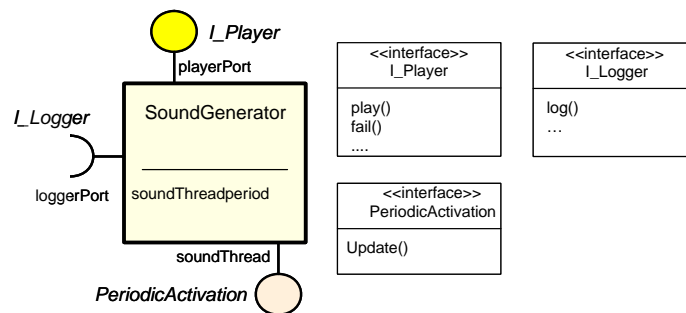 I_Player
playerPort
I_Logger
loggerPort
SoundGenerator
soundThreadperiod
soundThread
PeriodicActivation
<<interface>>
I_Player
play()
fail()
....
<<interface>>
I_Logger
log()
…
<<interface>>
PeriodicActivation
Update()